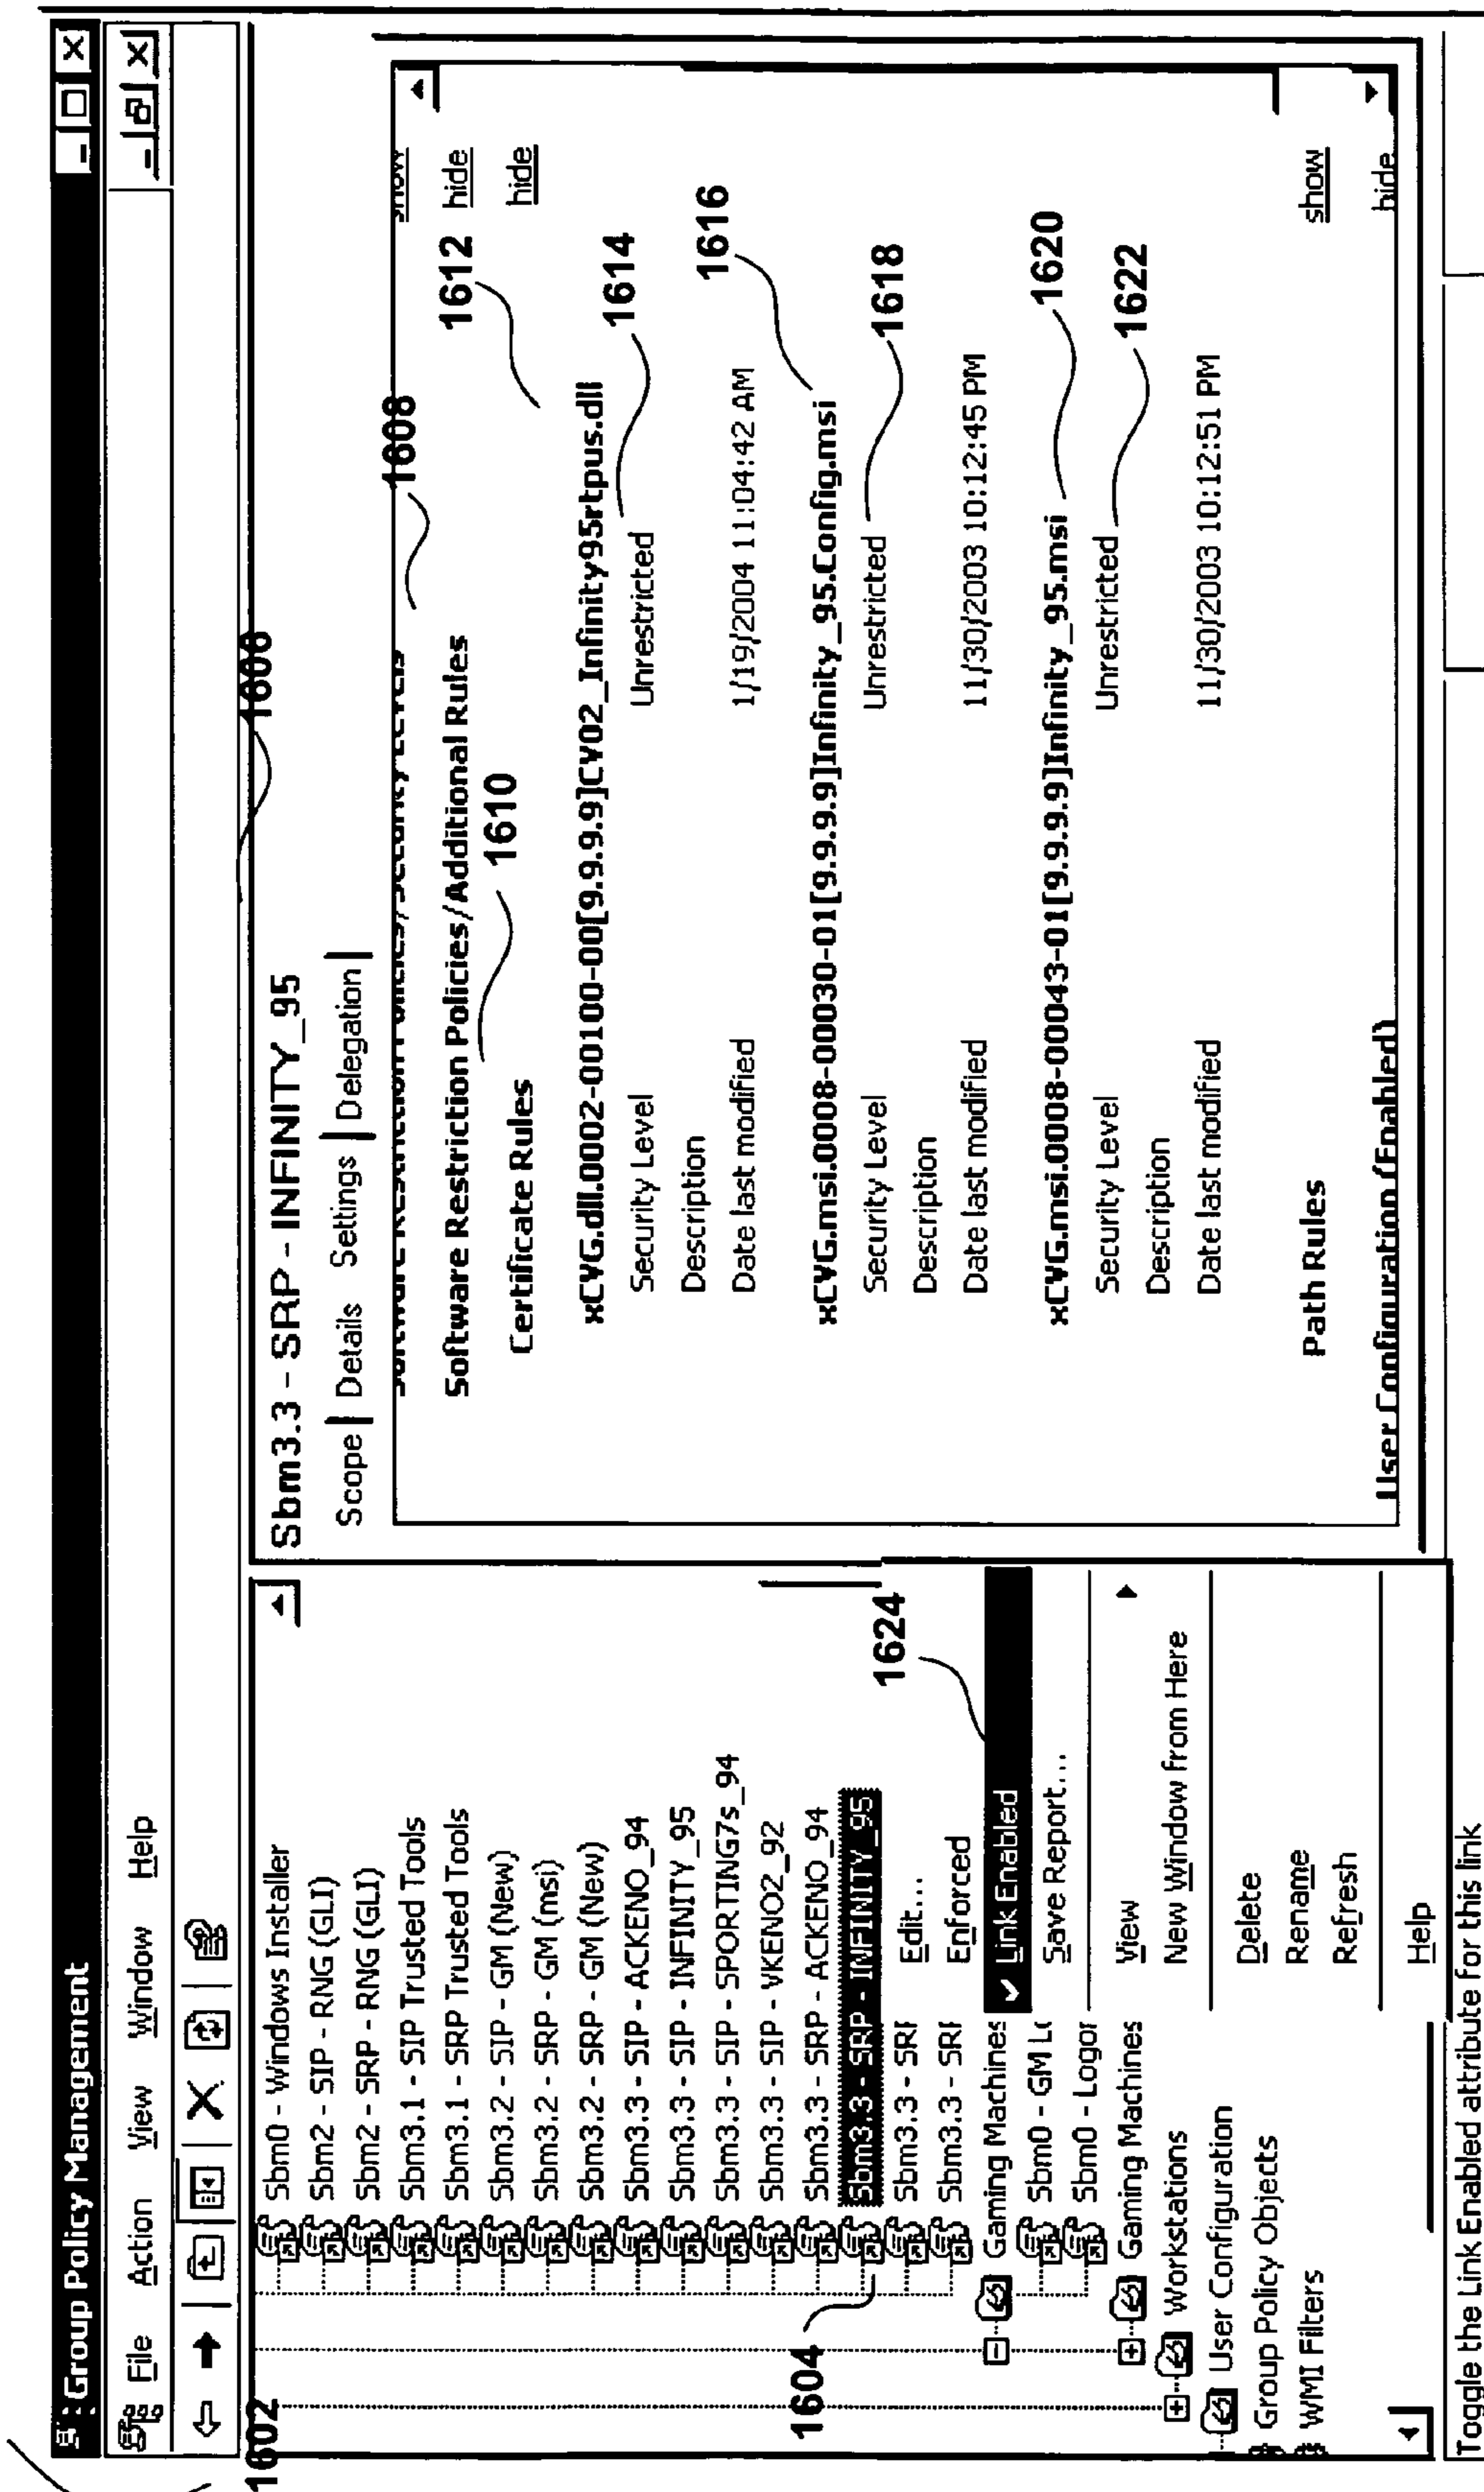 Group Policy Management
File Action View Window Help
1602
1606
Sbm0 - Windows Installer
Sbm2 - SIP - RNG (GLI)
Sbm2 - SRP - RNG (GLI)
Sbm3.1 - SIP Trusted Tools
Sbm3.1 - SRP Trusted Tools
Sbm3.2 - SIP - GM (New)
Sbm3.2 - SRP - GM (msi)
Sbm3.2 - SRP - GM (New)
Sbm3.3 - SIP - ACKENO_94
Sbm3.3 - SIP - INFINITY_95
Sbm3.3 - SIP - SPORTING7s_94
Sbm3.3 - SIP - VKENO2_92
Sbm3.3 - SRP - ACKENO_94
Sbm3.3 - SRP - INFINITY_95
1604
Sbm3.3 - SRF
Sbm3.3 - SRF
Gaming Machines
Sbm0 - GM Lo
Sbm0 - Logor
Gaming Machines
Workstations
User Configuration
Group Policy Objects
WMI Filters
Edit...
Enforced
Link Enabled
1624
Save Report...
View
New Window from Here
Delete
Rename
Refresh
Help
Sbm3.3 - SRP - INFINITY_95
Scope Details Settings Delegation
Software Restriction Policies/Security Levels show
1608
Software Restriction Policies/Additional Rules hide
1610
Certificate Rules hide
1612
xCVG.dll.0002-00100-00[9.9.9.9]CV02_Infinity95rtpus.dll
Security Level Unrestricted 1614
Description
Date last modified 1/19/2004 11:04:42 AM
1616
xCVG.msi.0008-00030-01[9.9.9.9]Infinity_95.Config.msi
Security Level Unrestricted 1618
Description
Date last modified 11/30/2003 10:12:45 PM
xCVG.msi.0008-00043-01[9.9.9.9]Infinity_95.msi 1620
Security Level Unrestricted 1622
Description
Date last modified 11/30/2003 10:12:51 PM
Path Rules show
User Configuration (Enabled) hide
Toggle the Link Enabled attribute for this link